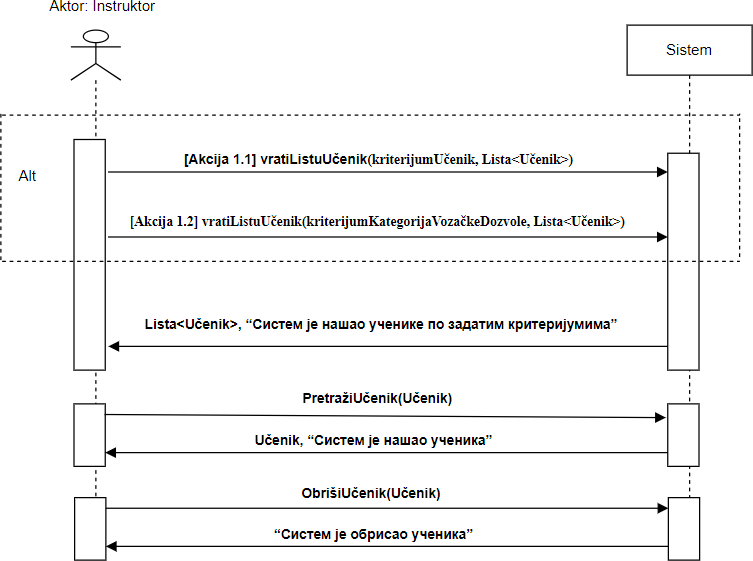 Aktor: Instruktor
Sistem
Alt
[Akcija 1.1] vratiListuUčenik(kriterijumUčenik, Lista<Učenik>)
[Akcija 1.2] vratiListuUčenik(kriterijumKategorijaVozačkeDozvole, Lista<Učenik>)
Lista<Učenik>, “Систем је нашао ученике по задатим критеријумима”
PretražiUčenik(Učenik)
Učenik, “Систем је нашао ученика”
ObrišiUčenik(Učenik)
“Систем је обрисао ученика”